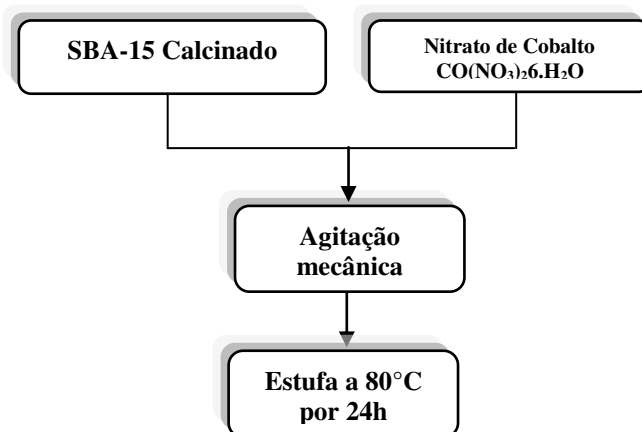 SBA-15 Calcinado
Nitrato de Cobalto
CO(NO₃)₂6.H₂O
Agitação
mecânica
Estufa a 80°C
por 24h